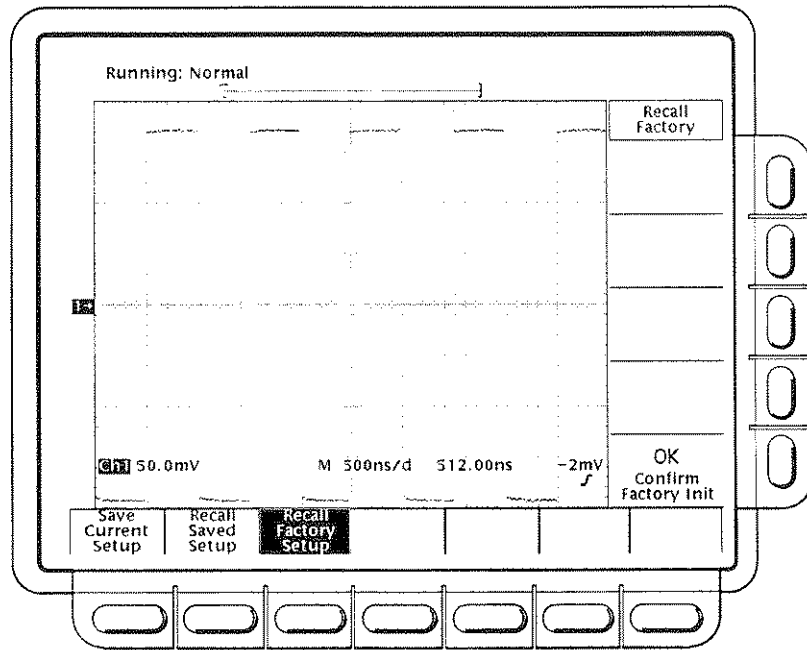 Running: Normal
Recall
Factory
1→
Ch1 50.0mV M 500ns/d 512.00ns −2mV
OK
Confirm
Factory Init
Save
Current
Setup
Recall
Saved
Setup
Recall
Factory
Setup